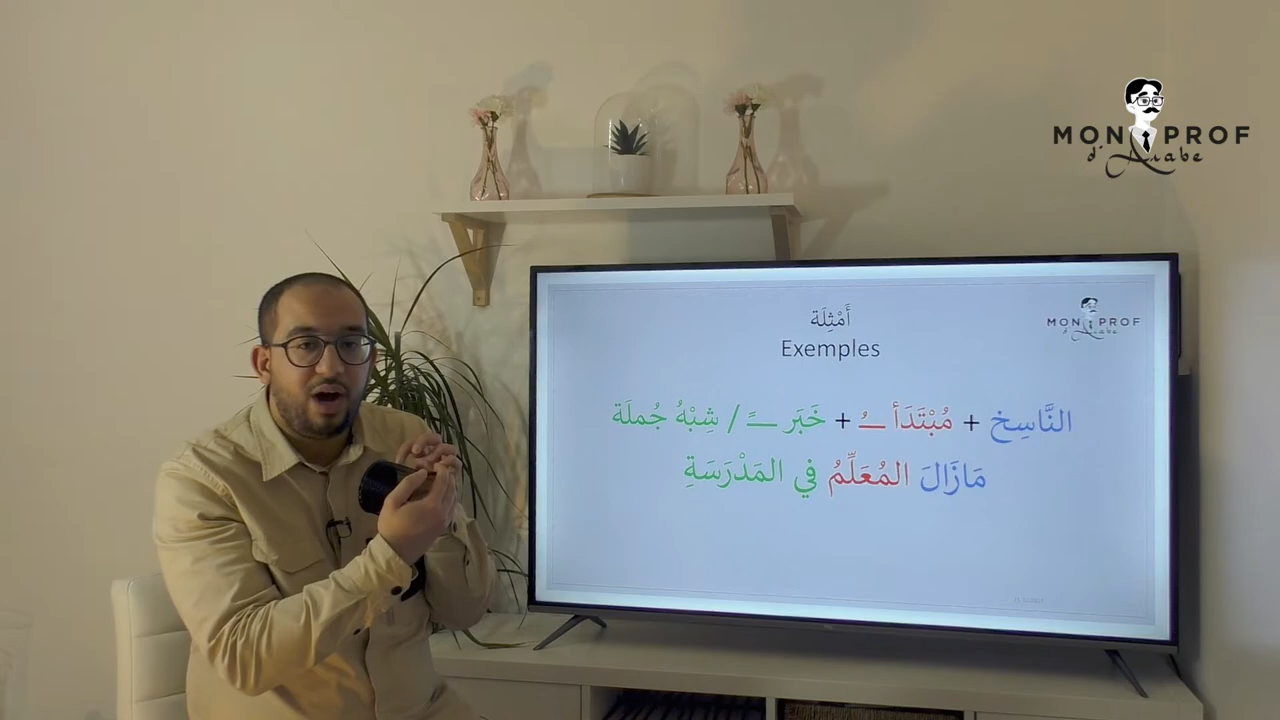 MON PROF
d'Arabe
أَمْثِلَة
Exemples
MON PROF
d'Arabe
النَّاسِخ + مُبْتَدَأ ـُـ + خَبَر ـًـ / شِبْهُ جُملَة
مَازَالَ المُعَلِّمُ في المَدْرَسَةِ